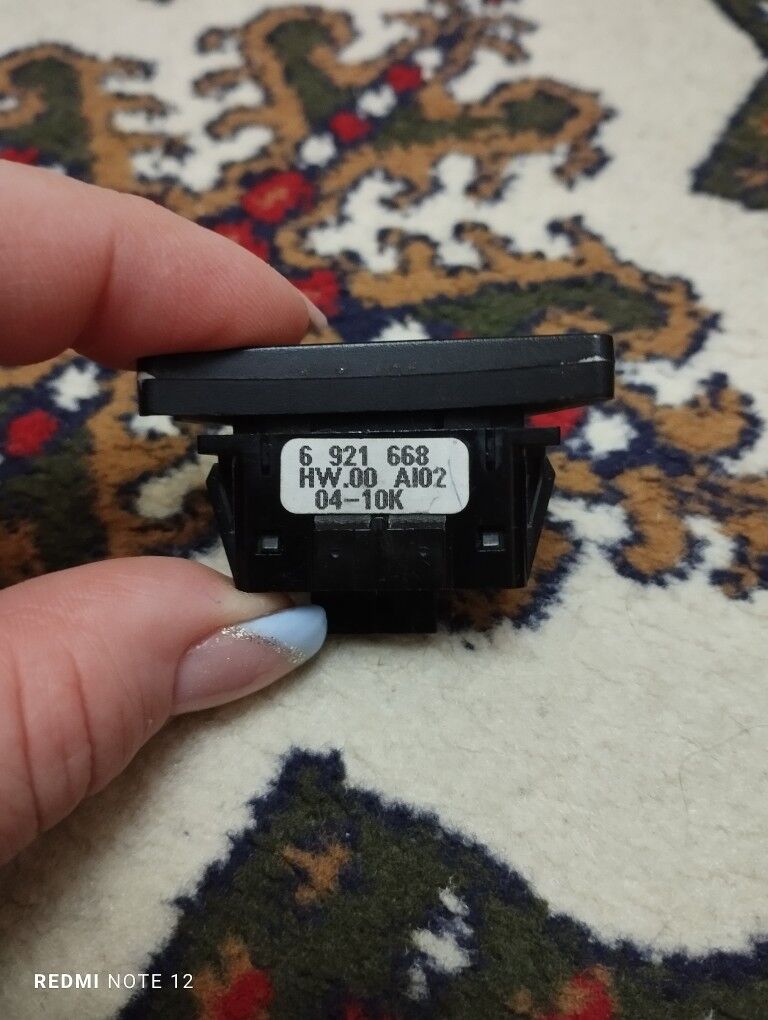 6 921 668
HW.00 AI02
04-10K
REDMI NOTE 12